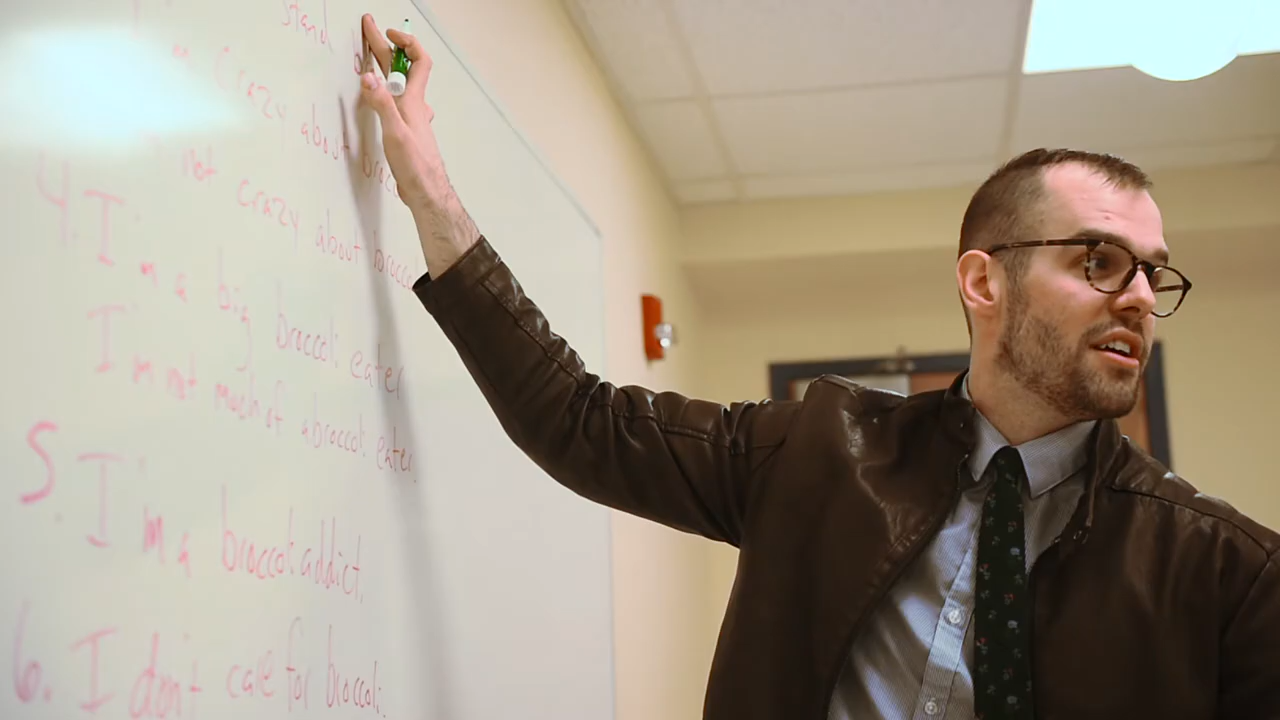 stand
crazy about
not crazy about brocco
4. I'm a big broccoli eater
I'm not much of a broccoli eater.
5. I'm a broccoli addict.
6. I don't care for broccoli.